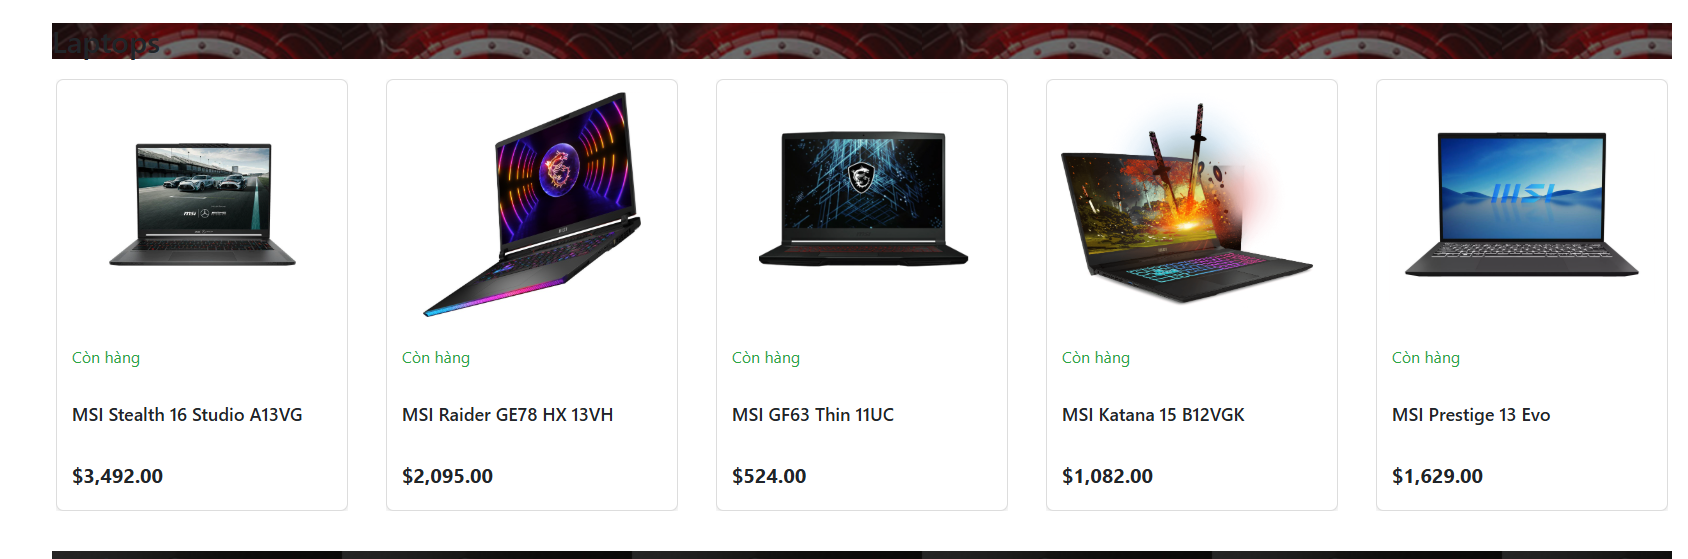 Laptops
msi
msi
Còn hàng
Còn hàng
Còn hàng
Còn hàng
Còn hàng
MSI Stealth 16 Studio A13VG
MSI Raider GE78 HX 13VH
MSI GF63 Thin 11UC
MSI Katana 15 B12VGK
MSI Prestige 13 Evo
$3,492.00
$2,095.00
$524.00
$1,082.00
$1,629.00